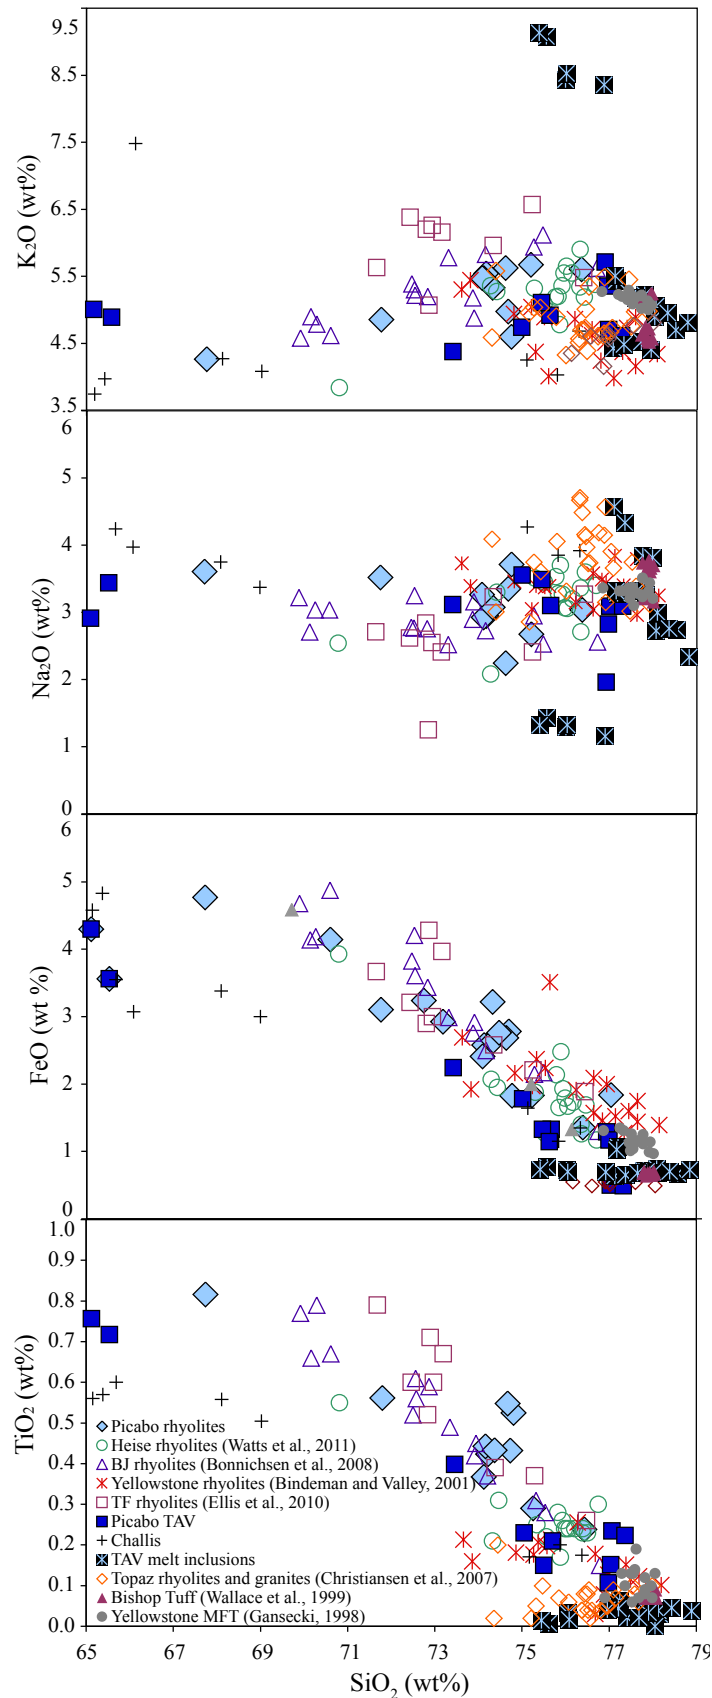 9.5
8.5
7.5
6.5
5.5
4.5
3.5
K₂O (wt%)
6
5
4
3
2
1
0
Na₂O (wt%)
6
5
4
3
2
1
0
FeO (wt %)
1.0
0.9
0.8
0.7
0.6
0.5
0.4
0.3
0.2
0.1
0.0
TiO₂ (wt%)
Picabo rhyolites
Heise rhyolites (Watts et al., 2011)
BJ rhyolites (Bonnichsen et al., 2008)
Yellowstone rhyolites (Bindeman and Valley, 2001)
TF rhyolites (Ellis et al., 2010)
Picabo TAV
Challis
TAV melt inclusions
Topaz rhyolites and granites (Christiansen et al., 2007)
Bishop Tuff (Wallace et al., 1999)
Yellowstone MFT (Gansecki, 1998)
65 67 69 71 73 75 77 79
SiO₂ (wt%)